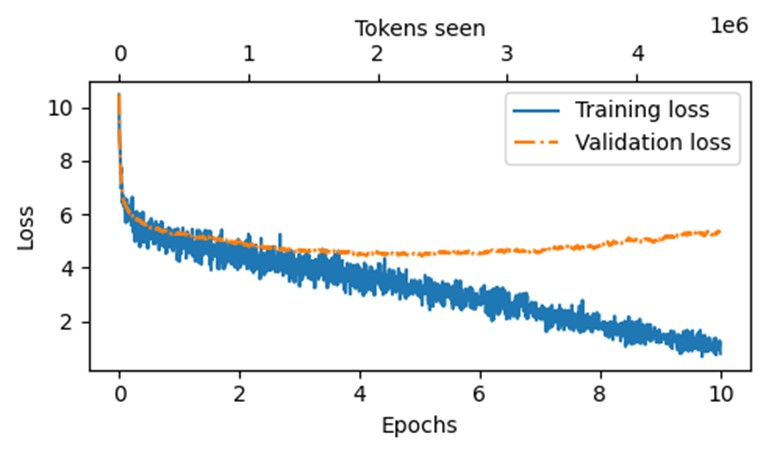 Tokens seen
0 1 2 3 4 1e6
10
8
6
4
2
Loss
Training loss
Validation loss
0 2 4 6 8 10
Epochs